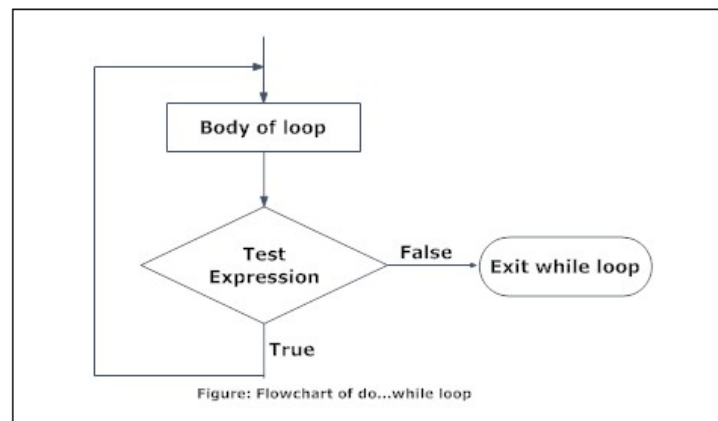 Body of loop
Test
Expression
False
Exit while loop
True
Figure: Flowchart of do...while loop